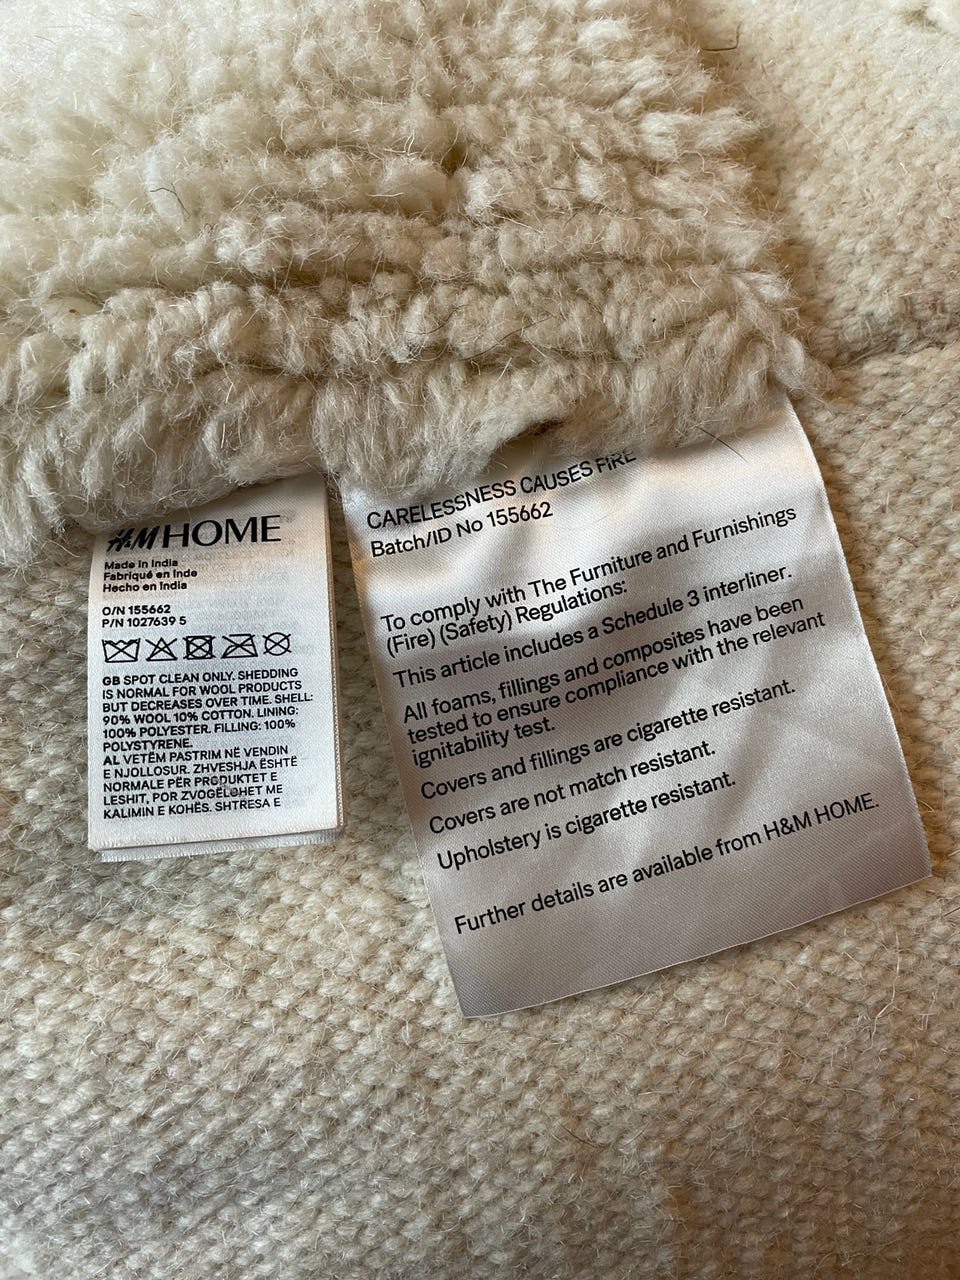 H&M HOME
Made in India
Fabriqué en Inde
Hecho en India
O/N 155662
P/N 1027639 5
GB SPOT CLEAN ONLY. SHEDDING
IS NORMAL FOR WOOL PRODUCTS
BUT DECREASES OVER TIME. SHELL:
90% WOOL 10% COTTON. LINING:
100% POLYESTER. FILLING: 100%
POLYSTYRENE.
AL VETËM PASTRIM NË VENDIN
E NJOLLOSUR. ZHVESHJA ËSHTË
NORMALE PËR PRODUKTET E
LESHIT, POR ZVOGËLOHET ME
KALIMIN E KOHËS. SHTRESA E
CARELESSNESS CAUSES FIRE
Batch/ID No 155662
To comply with The Furniture and Furnishings
(Fire) (Safety) Regulations:
This article includes a Schedule 3 interliner.
All foams, fillings and composites have been
tested to ensure compliance with the relevant
ignitability test.
Covers and fillings are cigarette resistant.
Covers are not match resistant.
Upholstery is cigarette resistant.
Further details are available from H&M HOME.